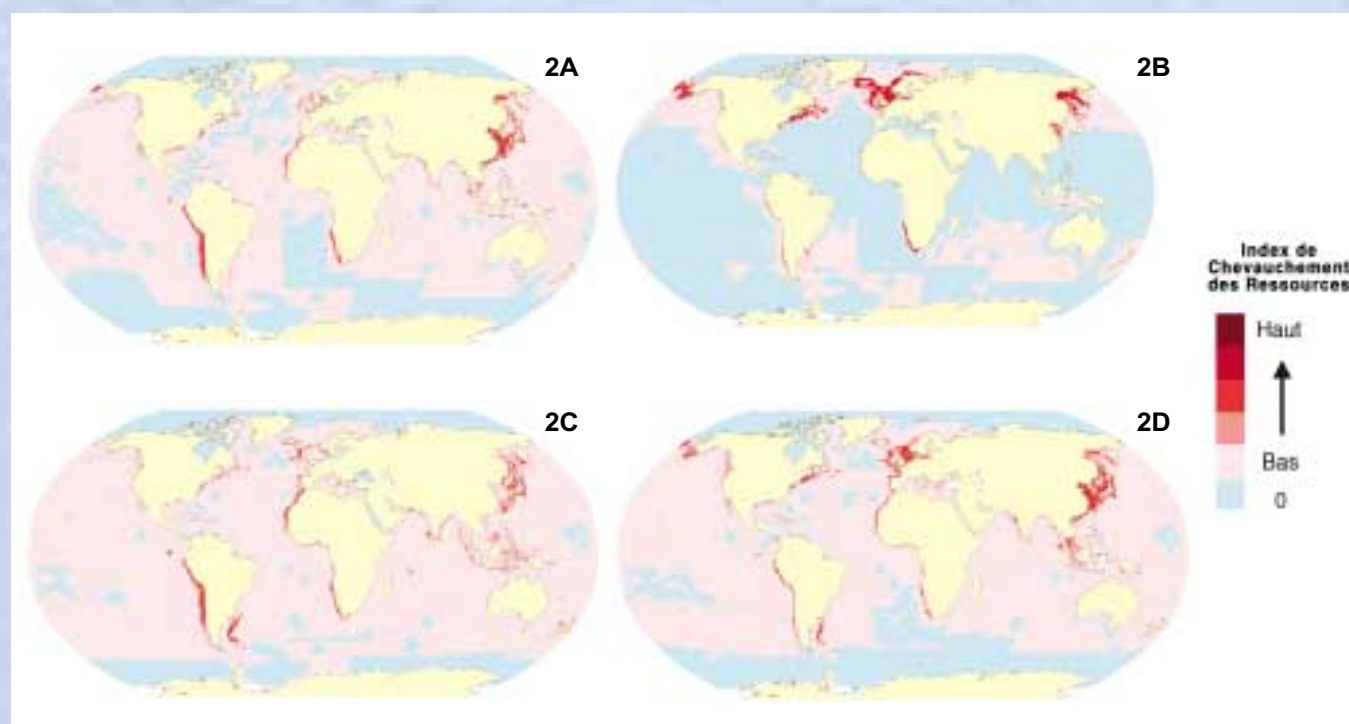 2A
2B
Index de
Chevauchement
des Ressources
Haut
Bas
0
2C
2D